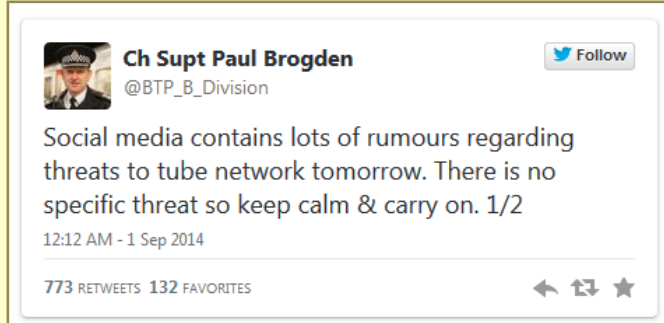 Ch Supt Paul Brogden
Follow
@BTP_B_Division
Social media contains lots of rumours regarding
threats to tube network tomorrow. There is no
specific threat so keep calm & carry on. 1/2
12:12 AM - 1 Sep 2014
773 RETWEETS 132 FAVORITES